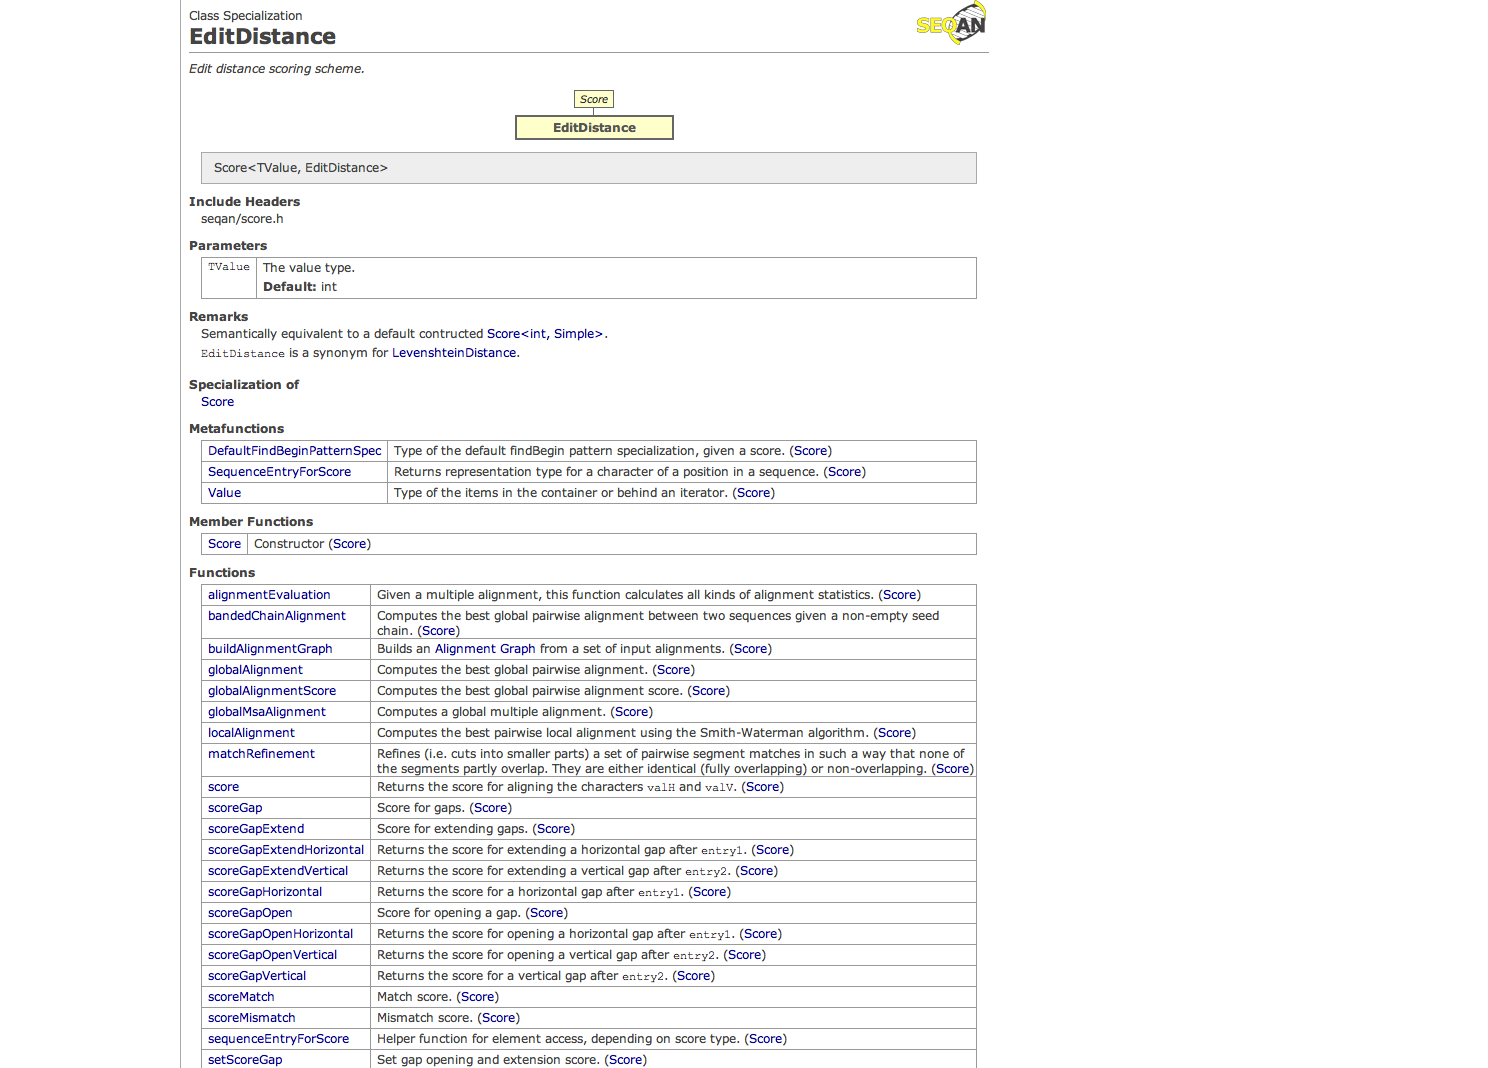 Class Specialization
EditDistance
SEQAN
Edit distance scoring scheme.
Score
EditDistance
Score<TValue, EditDistance>
Include Headers
seqan/score.h
Parameters
TValue The value type.
Default: int
Remarks
Semantically equivalent to a default contructed Score<int, Simple>.
EditDistance is a synonym for LevenshteinDistance.
Specialization of
Score
Metafunctions
DefaultFindBeginPatternSpec Type of the default findBegin pattern specialization, given a score. (Score)
SequenceEntryForScore Returns representation type for a character of a position in a sequence. (Score)
Value Type of the items in the container or behind an iterator. (Score)
Member Functions
Score Constructor (Score)
Functions
alignmentEvaluation Given a multiple alignment, this function calculates all kinds of alignment statistics. (Score)
bandedChainAlignment Computes the best global pairwise alignment between two sequences given a non-empty seed
chain. (Score)
buildAlignmentGraph Builds an Alignment Graph from a set of input alignments. (Score)
globalAlignment Computes the best global pairwise alignment. (Score)
globalAlignmentScore Computes the best global pairwise alignment score. (Score)
globalMsaAlignment Computes a global multiple alignment. (Score)
localAlignment Computes the best pairwise local alignment using the Smith-Waterman algorithm. (Score)
matchRefinement Refines (i.e. cuts into smaller parts) a set of pairwise segment matches in such a way that none of
the segments partly overlap. They are either identical (fully overlapping) or non-overlapping. (Score)
score Returns the score for aligning the characters valH and valV. (Score)
scoreGap Score for gaps. (Score)
scoreGapExtend Score for extending gaps. (Score)
scoreGapExtendHorizontal Returns the score for extending a horizontal gap after entry1. (Score)
scoreGapExtendVertical Returns the score for extending a vertical gap after entry2. (Score)
scoreGapHorizontal Returns the score for a horizontal gap after entry1. (Score)
scoreGapOpen Score for opening a gap. (Score)
scoreGapOpenHorizontal Returns the score for opening a horizontal gap after entry1. (Score)
scoreGapOpenVertical Returns the score for opening a vertical gap after entry2. (Score)
scoreGapVertical Returns the score for a vertical gap after entry2. (Score)
scoreMatch Match score. (Score)
scoreMismatch Mismatch score. (Score)
sequenceEntryForScore Helper function for element access, depending on score type. (Score)
setScoreGap Set gap opening and extension score. (Score)